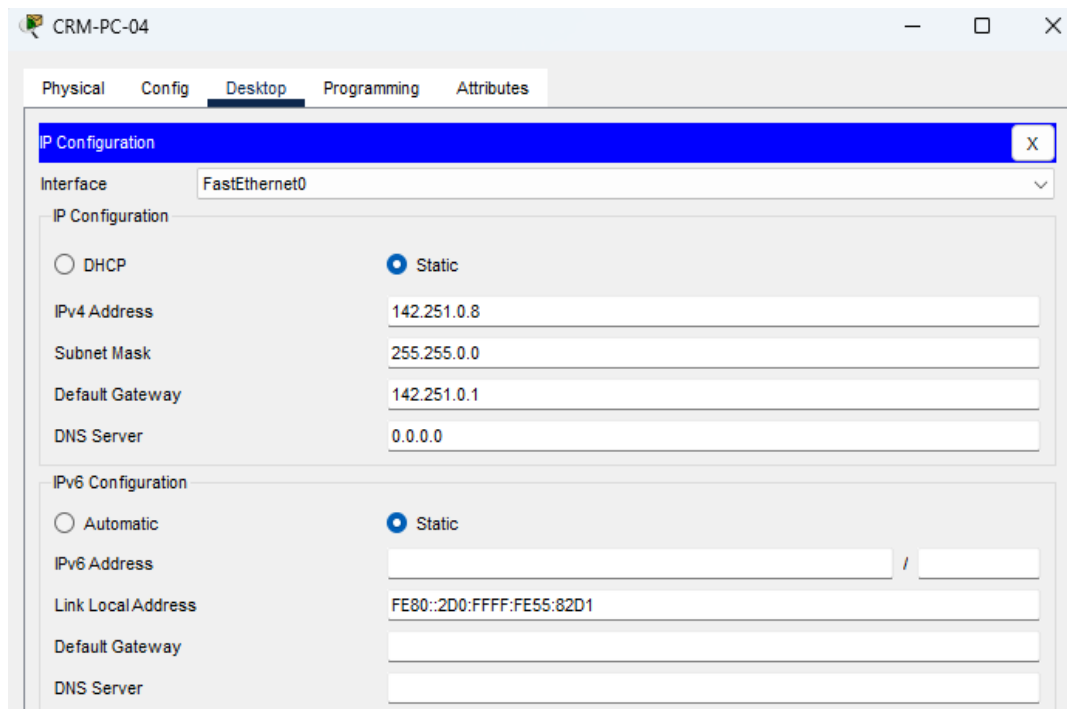 CRM-PC-04
Physical Config Desktop Programming Attributes
IP Configuration X
Interface FastEthernet0
IP Configuration
DHCP Static
IPv4 Address 142.251.0.8
Subnet Mask 255.255.0.0
Default Gateway 142.251.0.1
DNS Server 0.0.0.0
IPv6 Configuration
Automatic Static
IPv6 Address /
Link Local Address FE80::2D0:FFFF:FE55:82D1
Default Gateway
DNS Server